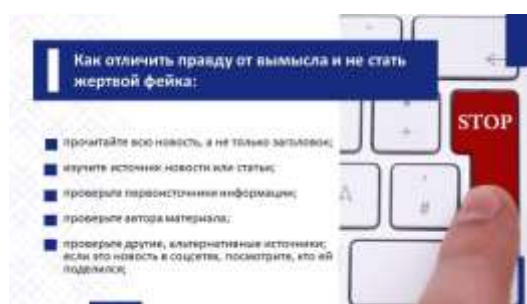 Как отличить правду от вымысла и не стать
жертвой фейка:
прочитайте всю новость, а не только заголовок;
изучите источник новости или статьи;
проверьте первоисточники информации;
проверьте автора материала;
проверьте другие, альтернативные источники;
если это новость в соцсетях, посмотрите, кто ей
поделился;
STOP